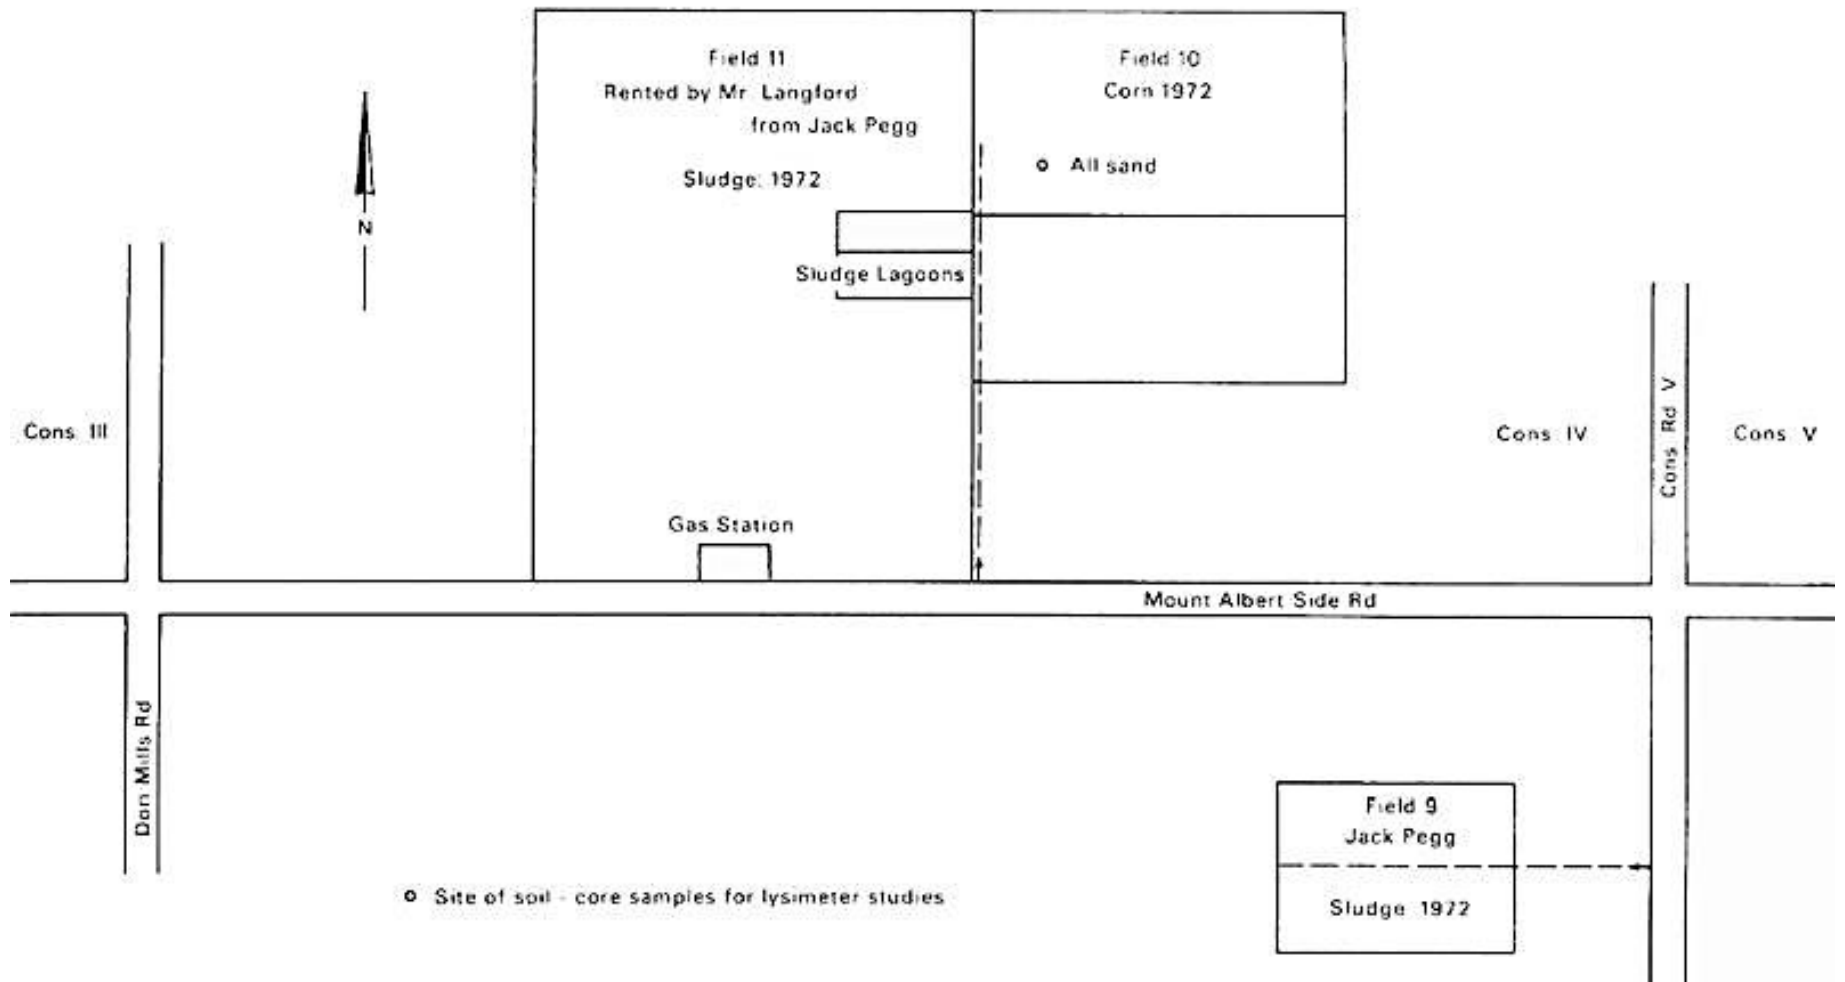 Field 11
Rented by Mr. Langford
from Jack Pegg
Sludge: 1972
Field 10
Corn 1972
All sand
N
Sludge Lagoons
Cons III
Cons IV
Cons Rd V
Cons V
Gas Station
Mount Albert Side Rd
Don Mills Rd
Field 9
Jack Pegg
Sludge 1972
Site of soil - core samples for lysimeter studies